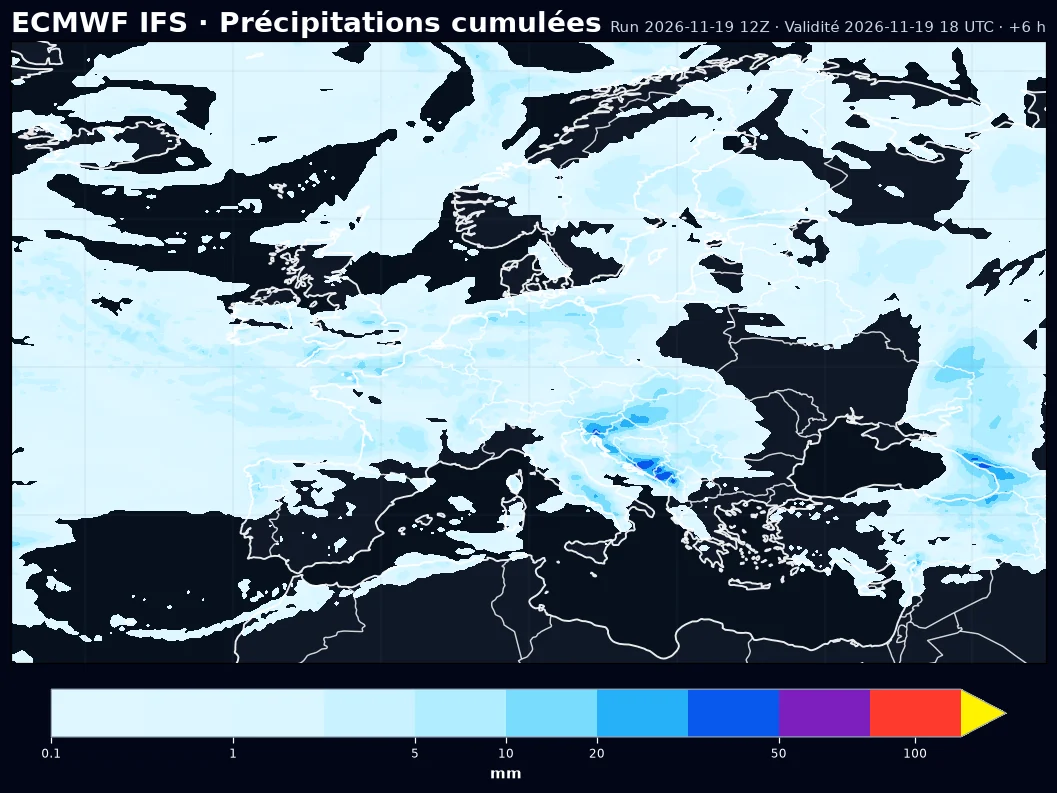 ECMWF IFS · Précipitations cumulées Run 2026-11-19 12Z · Validité 2026-11-19 18 UTC · +6 h
0.1 1 5 10 20 50 100
mm